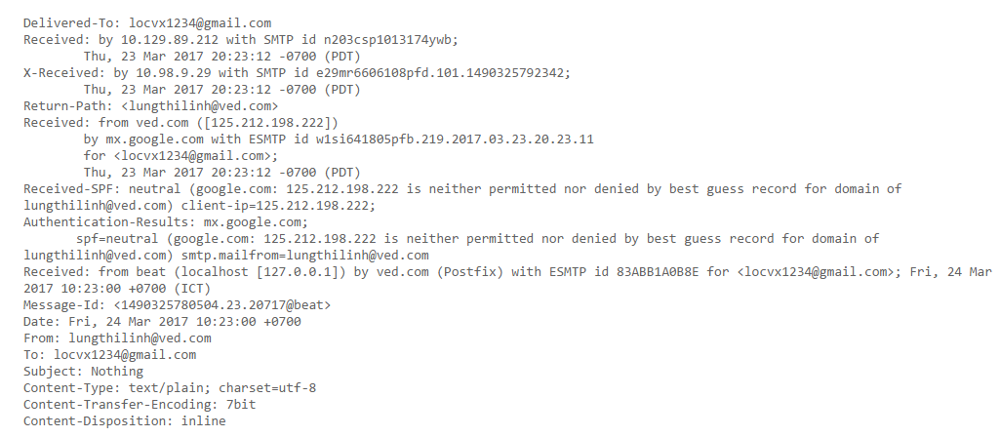 Delivered-To: locvx1234@gmail.com
Received: by 10.129.89.212 with SMTP id n203csp1013174ywb;
Thu, 23 Mar 2017 20:23:12 -0700 (PDT)
X-Received: by 10.98.9.29 with SMTP id e29mr6606108pfd.101.1490325792342;
Thu, 23 Mar 2017 20:23:12 -0700 (PDT)
Return-Path: <lungthilinh@ved.com>
Received: from ved.com ([125.212.198.222])
by mx.google.com with ESMTP id w1si641805pfb.219.2017.03.23.20.23.11
for <locvx1234@gmail.com>;
Thu, 23 Mar 2017 20:23:12 -0700 (PDT)
Received-SPF: neutral (google.com: 125.212.198.222 is neither permitted nor denied by best guess record for domain of
lungthilinh@ved.com) client-ip=125.212.198.222;
Authentication-Results: mx.google.com;
spf=neutral (google.com: 125.212.198.222 is neither permitted nor denied by best guess record for domain of
lungthilinh@ved.com) smtp.mailfrom=lungthilinh@ved.com
Received: from beat (localhost [127.0.0.1]) by ved.com (Postfix) with ESMTP id 83ABB1A0B8E for <locvx1234@gmail.com>; Fri, 24 Mar
2017 10:23:00 +0700 (ICT)
Message-Id: <1490325780504.23.20717@beat>
Date: Fri, 24 Mar 2017 10:23:00 +0700
From: lungthilinh@ved.com
To: locvx1234@gmail.com
Subject: Nothing
Content-Type: text/plain; charset=utf-8
Content-Transfer-Encoding: 7bit
Content-Disposition: inline